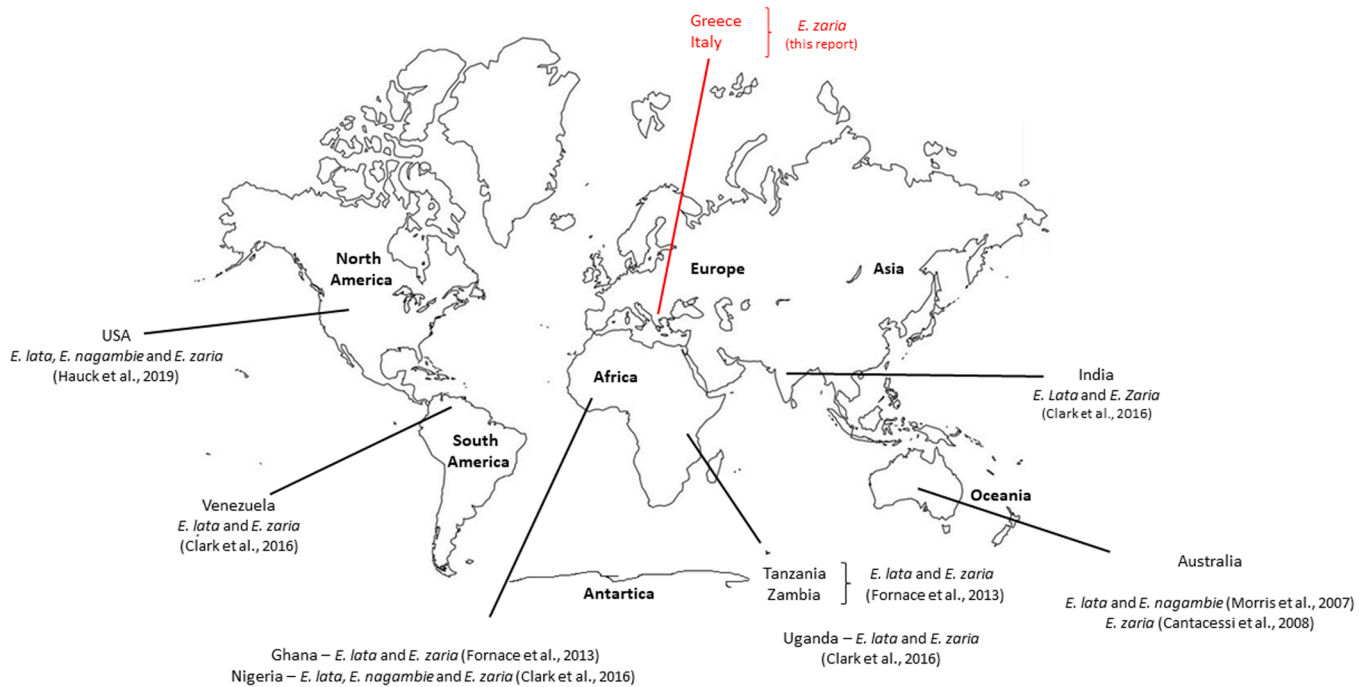 Greece
Italy
E. zaria
(this report)
North
America
Europe
Asia
USA
E. lata, E. nagambie and E. zaria
(Hauck et al., 2019)
Africa
India
E. Lata and E. Zaria
(Clark et al., 2016)
South
America
Venezuela
E. lata and E. zaria
(Clark et al., 2016)
Oceania
Australia
E. lata and E. nagambie (Morris et al., 2007)
E. zaria (Cantacessi et al., 2008)
Antartica
Tanzania
Zambia
E. lata and E. zaria
(Fornace et al., 2013)
Uganda – E. lata and E. zaria
(Clark et al., 2016)
Ghana – E. lata and E. zaria (Fornace et al., 2013)
Nigeria – E. lata, E. nagambie and E. zaria (Clark et al., 2016)